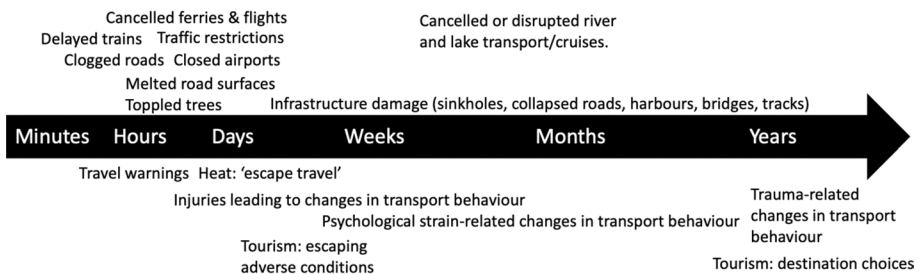 Cancelled ferries & flights
Delayed trains Traffic restrictions
Clogged roads Closed airports
Melted road surfaces
Toppled trees
Cancelled or disrupted river
and lake transport/cruises.
Infrastructure damage (sinkholes, collapsed roads, harbours, bridges, tracks)
Minutes Hours Days Weeks Months Years
Travel warnings Heat: ‘escape travel’
Injuries leading to changes in transport behaviour
Psychological strain-related changes in transport behaviour
Tourism: escaping
adverse conditions
Trauma-related
changes in transport
behaviour
Tourism: destination choices